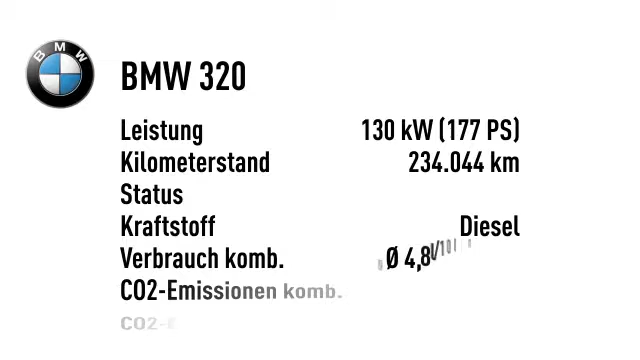 BMW
BMW 320
Leistung 130 kW (177 PS)
Kilometerstand 234.044 km
Status
Kraftstoff Diesel
Verbrauch komb. Ø 4,8
CO2-Emissionen komb.
CO2-